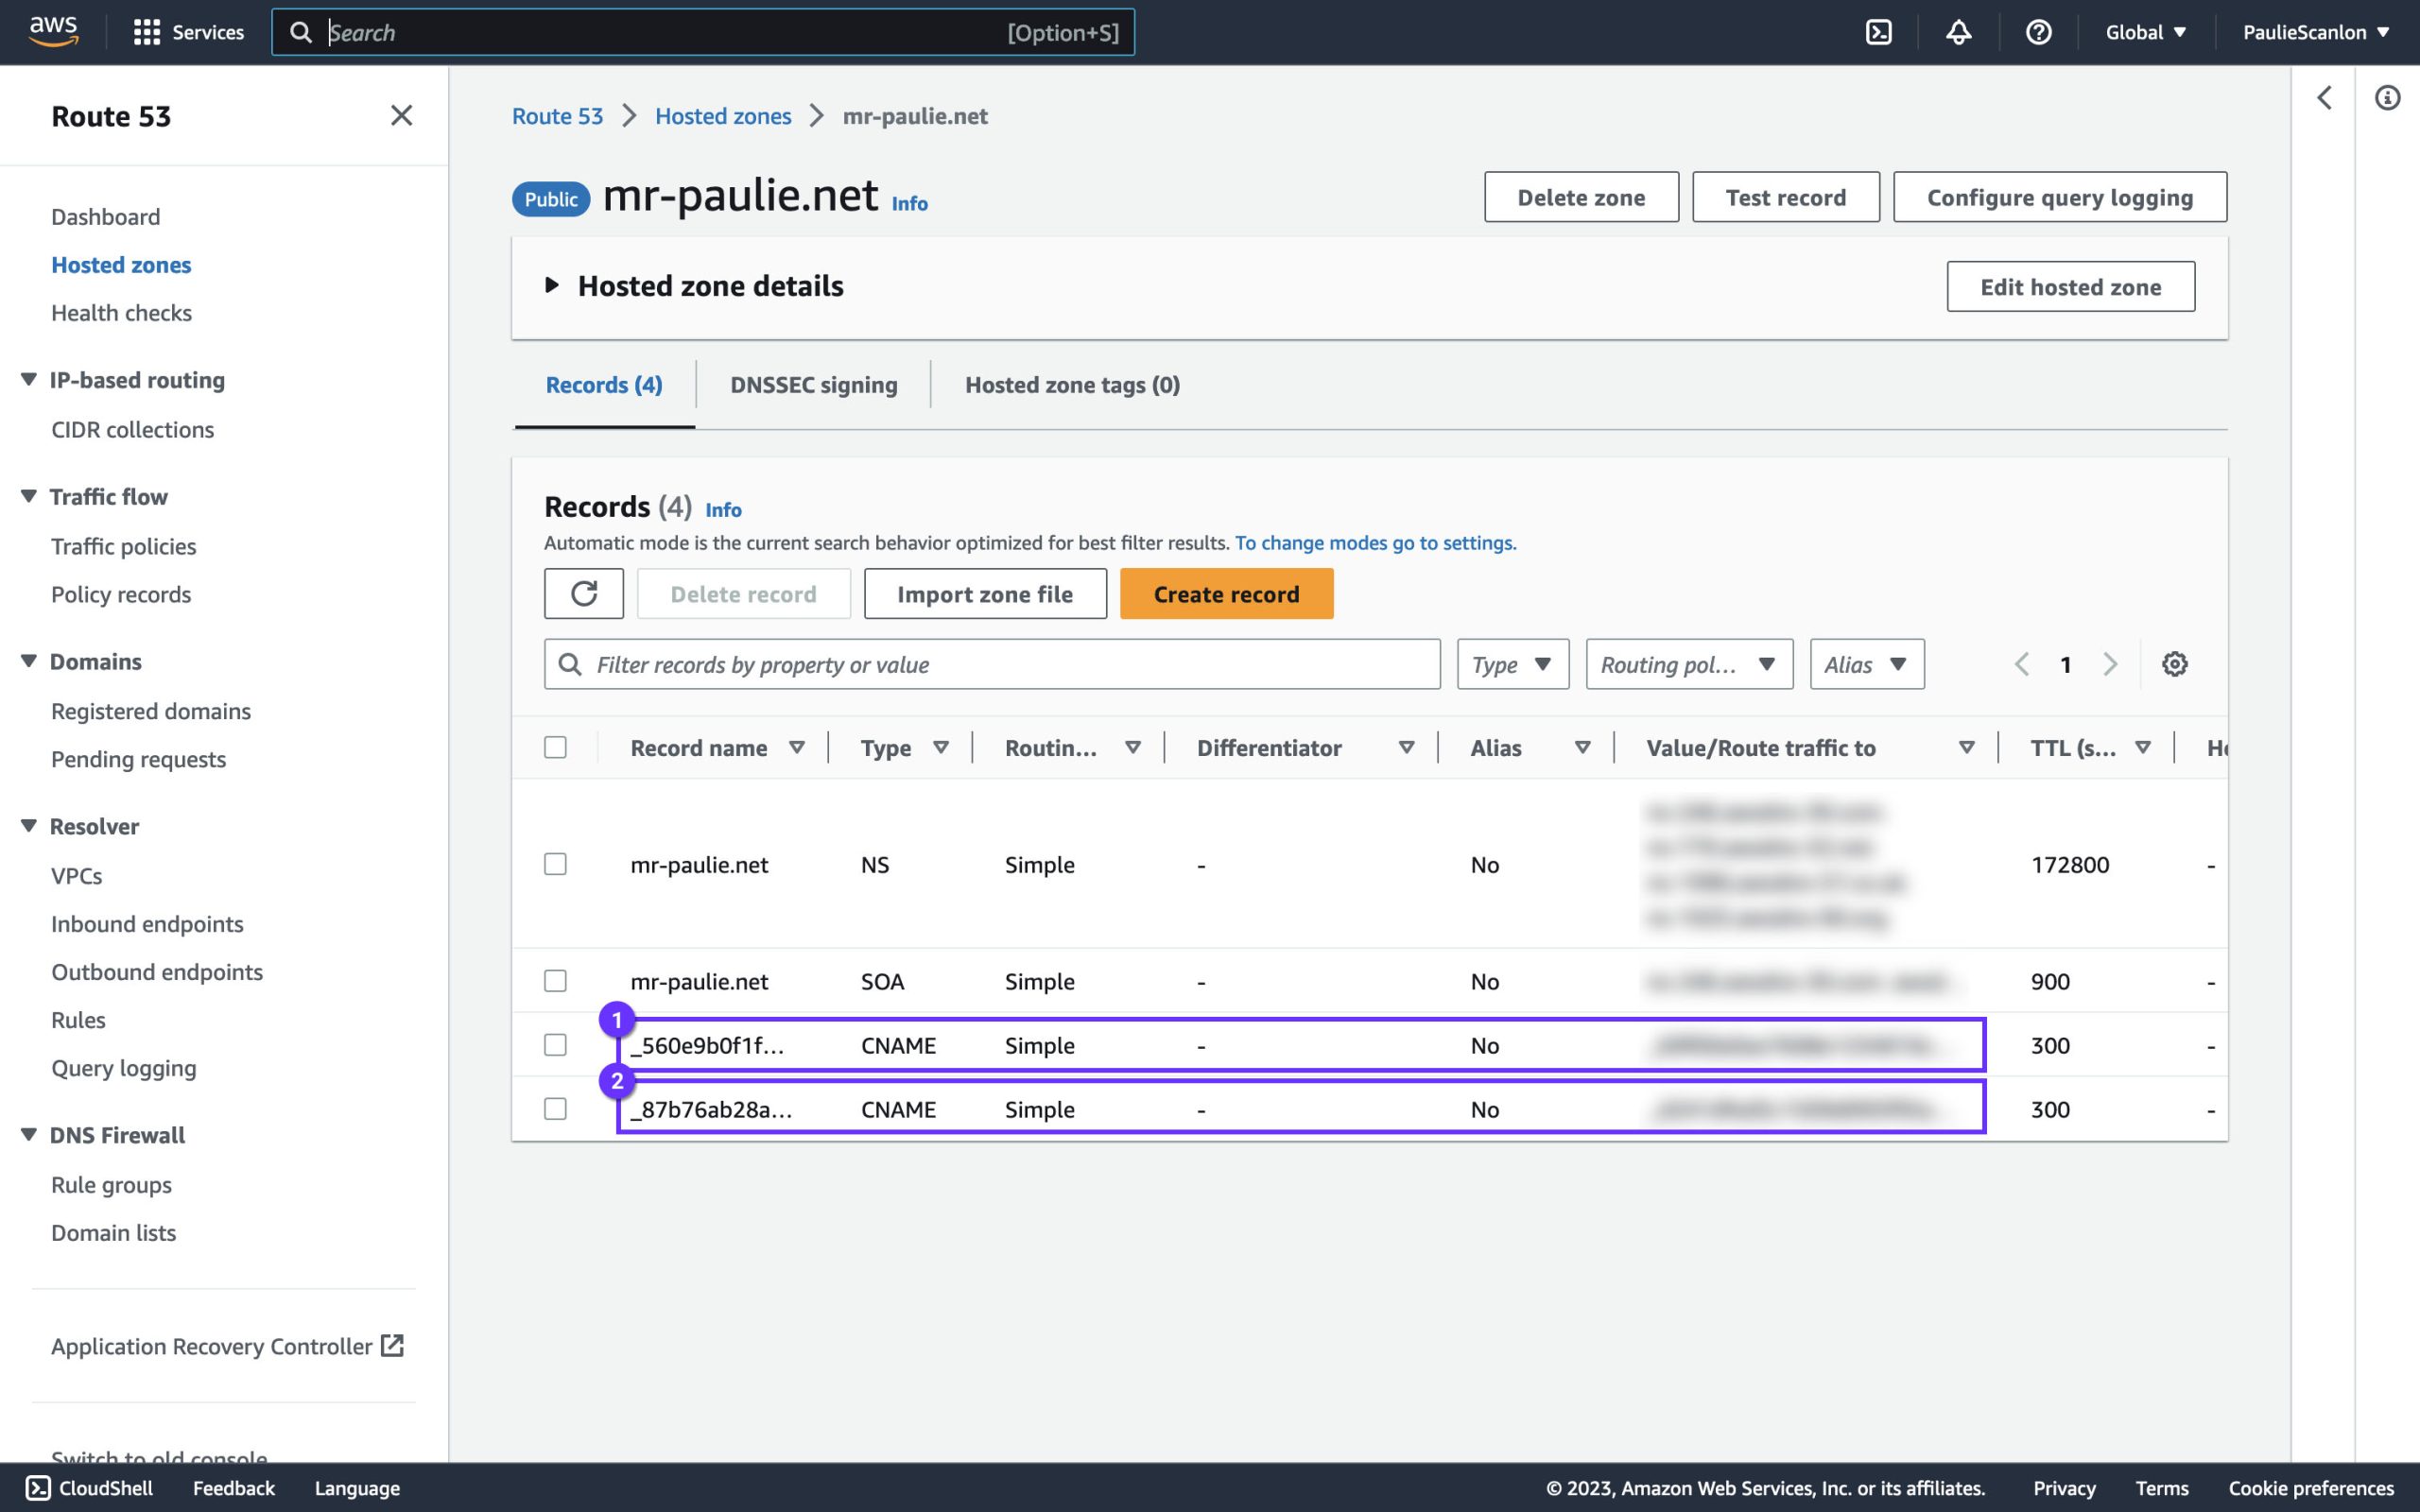 aws
Services
Search
[Option+S]
Global
PaulieScanlon
Route 53
Dashboard
Hosted zones
Health checks
IP-based routing
CIDR collections
Traffic flow
Traffic policies
Policy records
Domains
Registered domains
Pending requests
Resolver
VPCs
Inbound endpoints
Outbound endpoints
Rules
Query logging
DNS Firewall
Rule groups
Domain lists
Application Recovery Controller
Switch to old console
Route 53 > Hosted zones > mr-paulie.net
Public mr-paulie.net Info
Delete zone
Test record
Configure query logging
Hosted zone details
Edit hosted zone
Records (4)
DNSSEC signing
Hosted zone tags (0)
Records (4) Info
Automatic mode is the current search behavior optimized for best filter results. To change modes go to settings.
Delete record
Import zone file
Create record
Filter records by property or value
Type
Routing pol...
Alias
1
Record name Type Routin... Differentiator Alias Value/Route traffic to TTL (s...
mr-paulie.net NS Simple - No 172800 -
mr-paulie.net SOA Simple - No 900 -
1
_560e9b0f1f... CNAME Simple - No 300 -
2
_87b76ab28a... CNAME Simple - No 300 -
CloudShell
Feedback
Language
© 2023, Amazon Web Services, Inc. or its affiliates.
Privacy
Terms
Cookie preferences